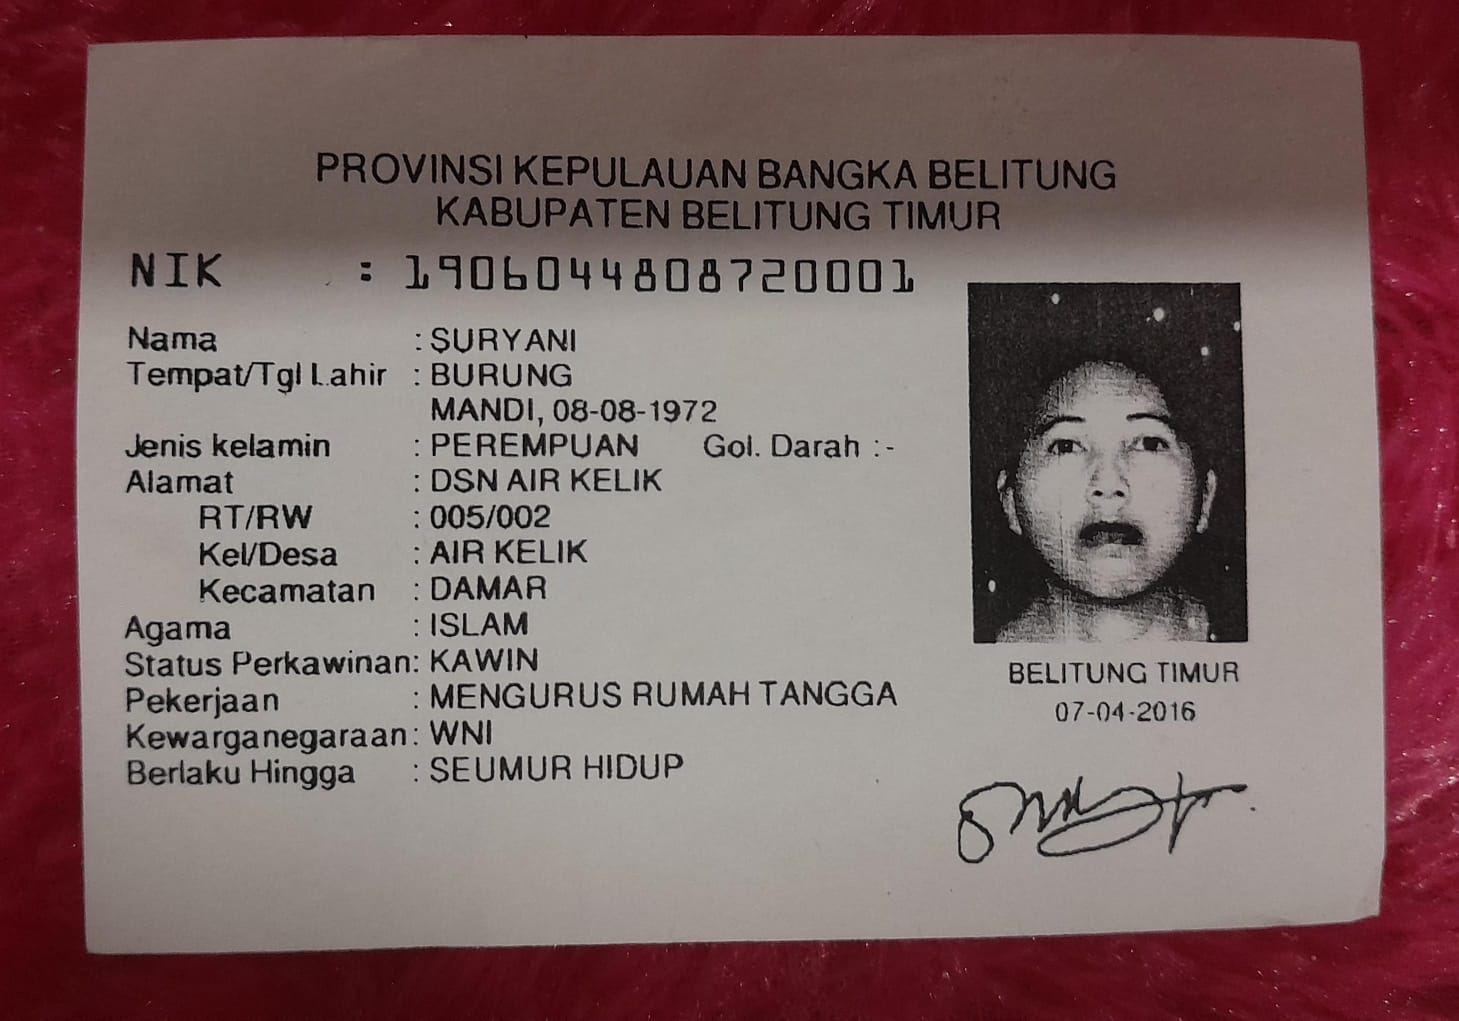 PROVINSI KEPULAUAN BANGKA BELITUNG
KABUPATEN BELITUNG TIMUR
NIK : 1906044808720001
Nama : SURYANI
Tempat/Tgl Lahir : BURUNG
MANDI, 08-08-1972
Jenis kelamin : PEREMPUAN Gol. Darah : -
Alamat : DSN AIR KELIK
RT/RW : 005/002
Kel/Desa : AIR KELIK
Kecamatan : DAMAR
Agama : ISLAM
Status Perkawinan: KAWIN
Pekerjaan : MENGURUS RUMAH TANGGA
Kewarganegaraan: WNI
Berlaku Hingga : SEUMUR HIDUP
BELITUNG TIMUR
07-04-2016